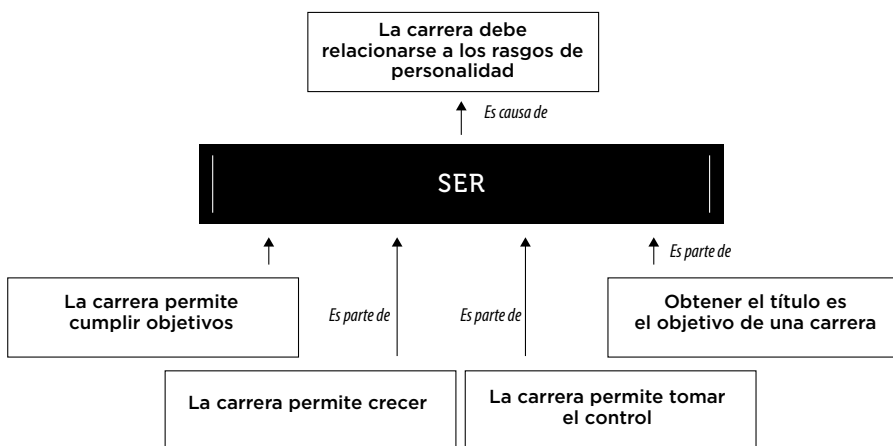 La carrera debe
relacionarse a los rasgos de
personalidad
Es causa de
SER
Es parte de
La carrera permite
cumplir objetivos
Es parte de
Es parte de
Obtener el título es
el objetivo de una carrera
La carrera permite crecer
La carrera permite tomar
el control